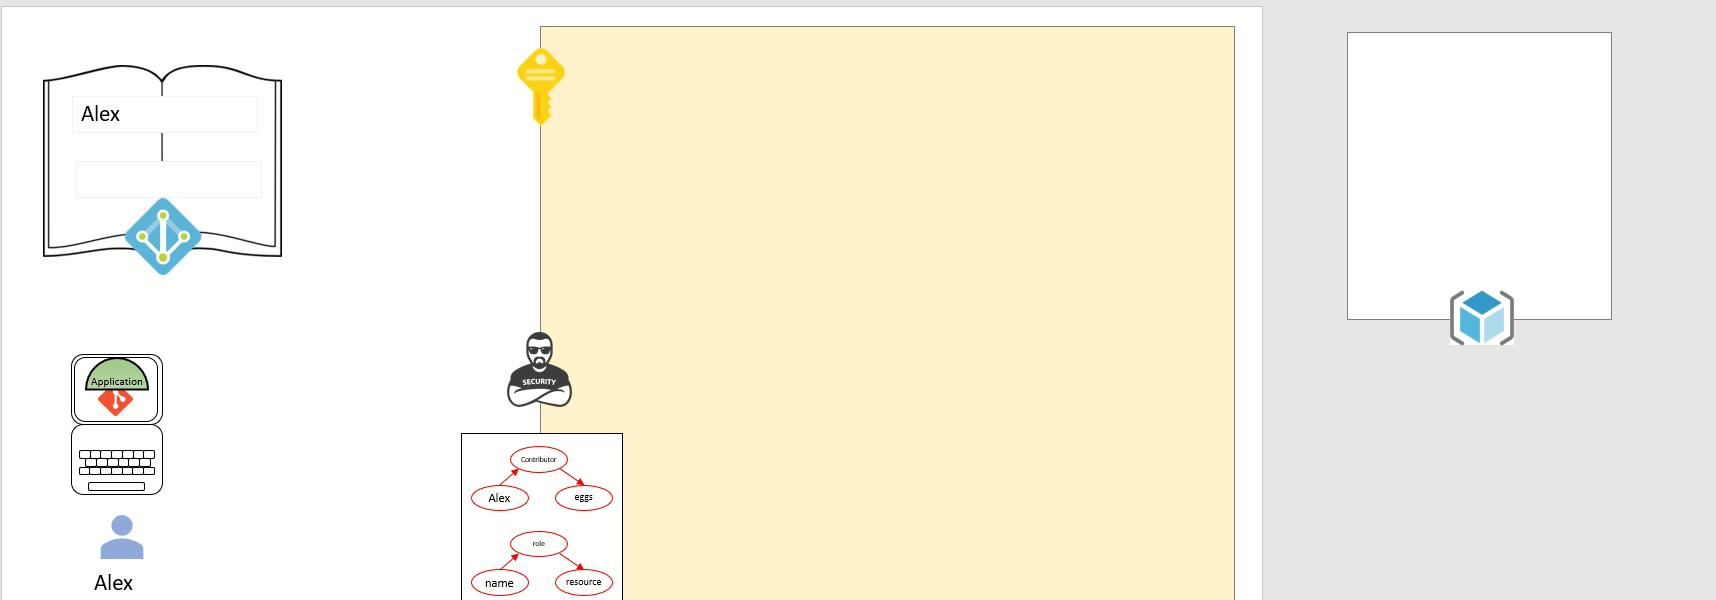 Alex
Application
Alex
SECURITY
Contributor
Alex
eggs
role
name
resource